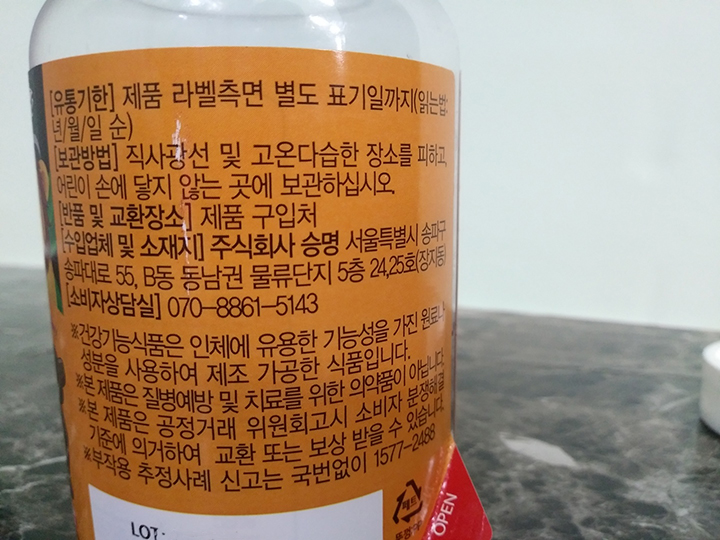 [유통기한] 제품 라벨측면 별도 표기일까지(읽는법:
년/월/일 순)
[보관방법] 직사광선 및 고온다습한 장소를 피하고,
어린이 손에 닿지 않는 곳에 보관하십시오.
[반품 및 교환장소] 제품 구입처
[수입업체 및 소재지] 주식회사 승명 서울특별시 송파구
송파대로 55, B동 동남권 물류단지 5층 24,25호(장지동)
[소비자상담실] 070-8861-5143
※건강기능식품은 인체에 유용한 기능성을 가진 원료나
성분을 사용하여 제조 가공한 식품입니다.
※본 제품은 질병예방 및 치료를 위한 의약품이 아닙니다.
※본 제품은 공정거래 위원회고시 소비자 분쟁해결
기준에 의거하여 교환 또는 보상 받을 수 있습니다.
※부작용 추정사례 신고는 국번없이 1577-2488
LOT:
페트
OPEN